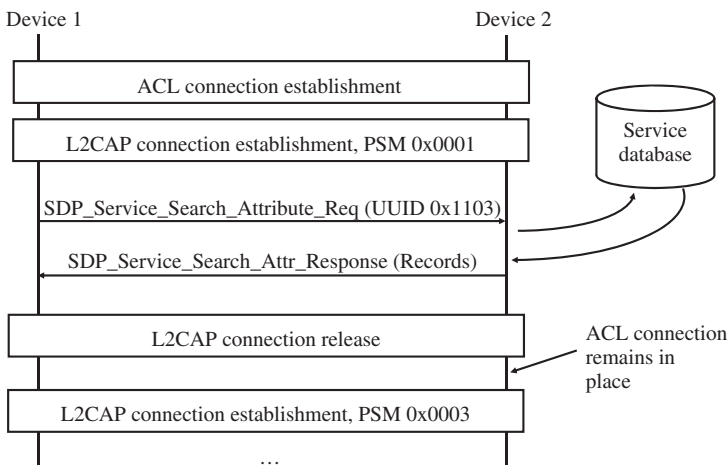 Device 1
Device 2
ACL connection establishment
L2CAP connection establishment, PSM 0x0001
Service
database
SDP_Service_Search_Attribute_Req (UUID 0x1103)
SDP_Service_Search_Attr_Response (Records)
L2CAP connection release
ACL connection
remains in
place
L2CAP connection establishment, PSM 0x0003
…